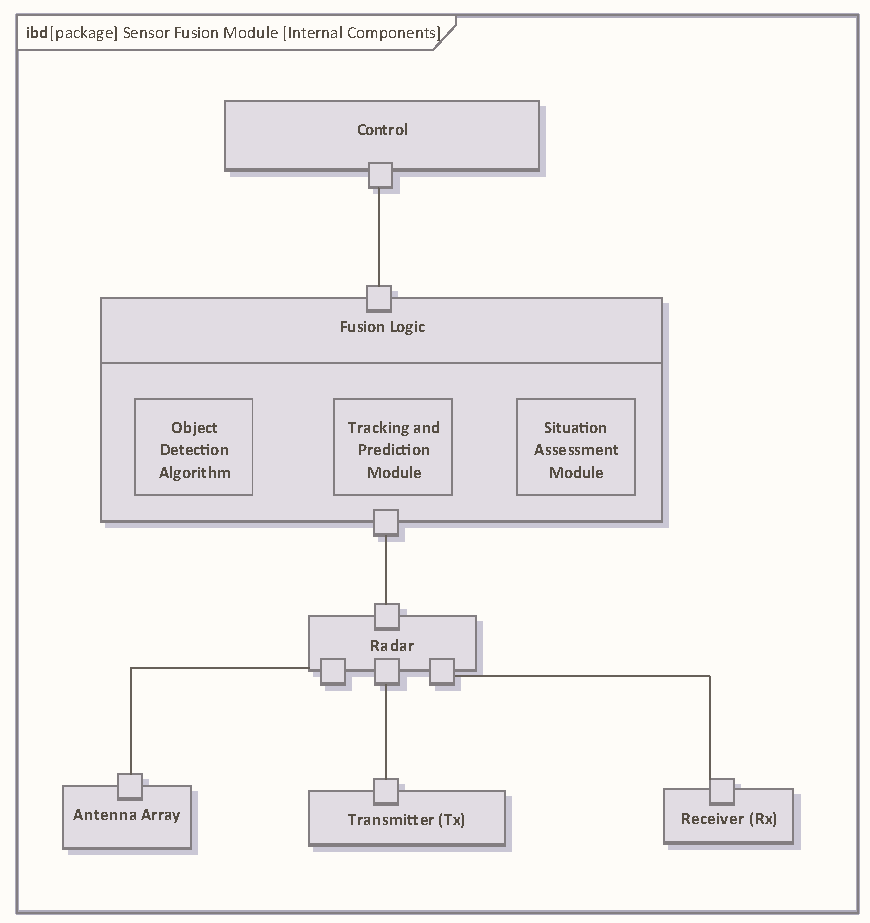 ibd[package] Sensor Fusion Module [Internal Components]
Control
Fusion Logic
Object
Detection
Algorithm
Tracking and
Prediction
Module
Situation
Assessment
Module
Radar
Antenna Array
Transmitter (Tx)
Receiver (Rx)